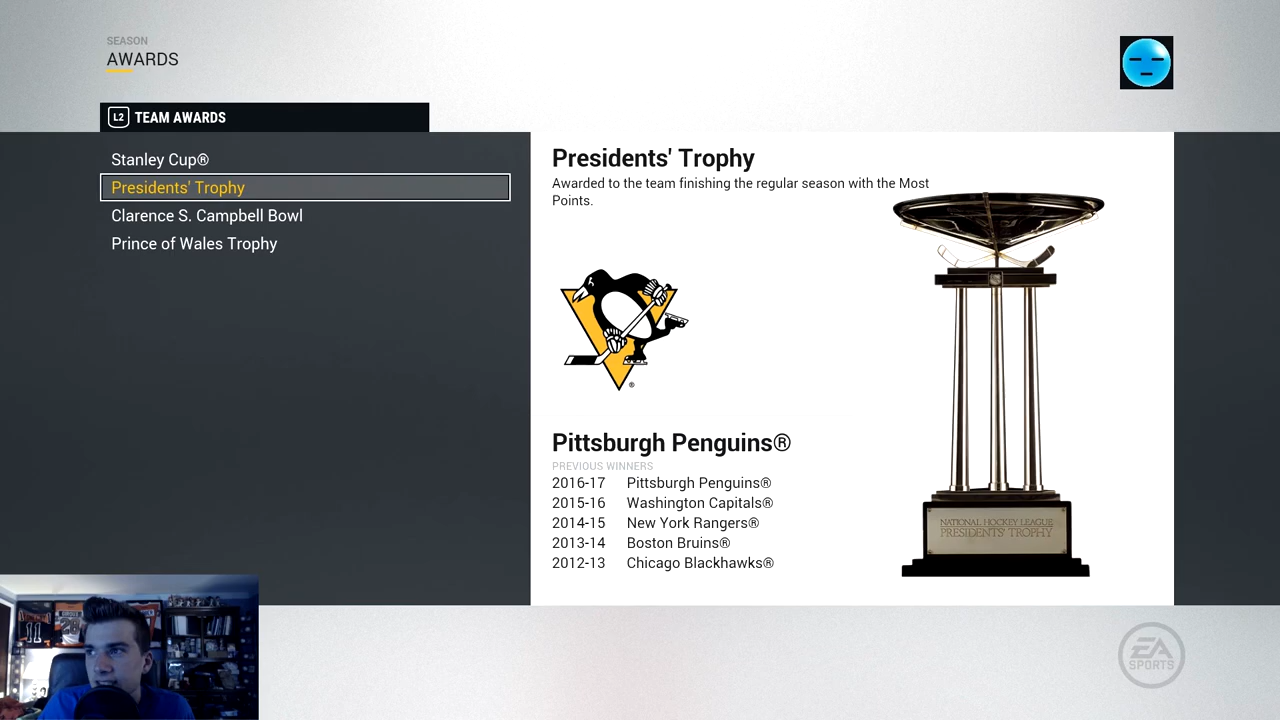 SEASON
AWARDS
L2 TEAM AWARDS
Stanley Cup®
Presidents' Trophy
Clarence S. Campbell Bowl
Prince of Wales Trophy
Presidents' Trophy
Awarded to the team finishing the regular season with the Most
Points.
®
Pittsburgh Penguins®
PREVIOUS WINNERS
2016-17 Pittsburgh Penguins®
2015-16 Washington Capitals®
2014-15 New York Rangers®
2013-14 Boston Bruins®
2012-13 Chicago Blackhawks®
NATIONAL HOCKEY LEAGUE
PRESIDENTS' TROPHY
11
28
EA
SPORTS